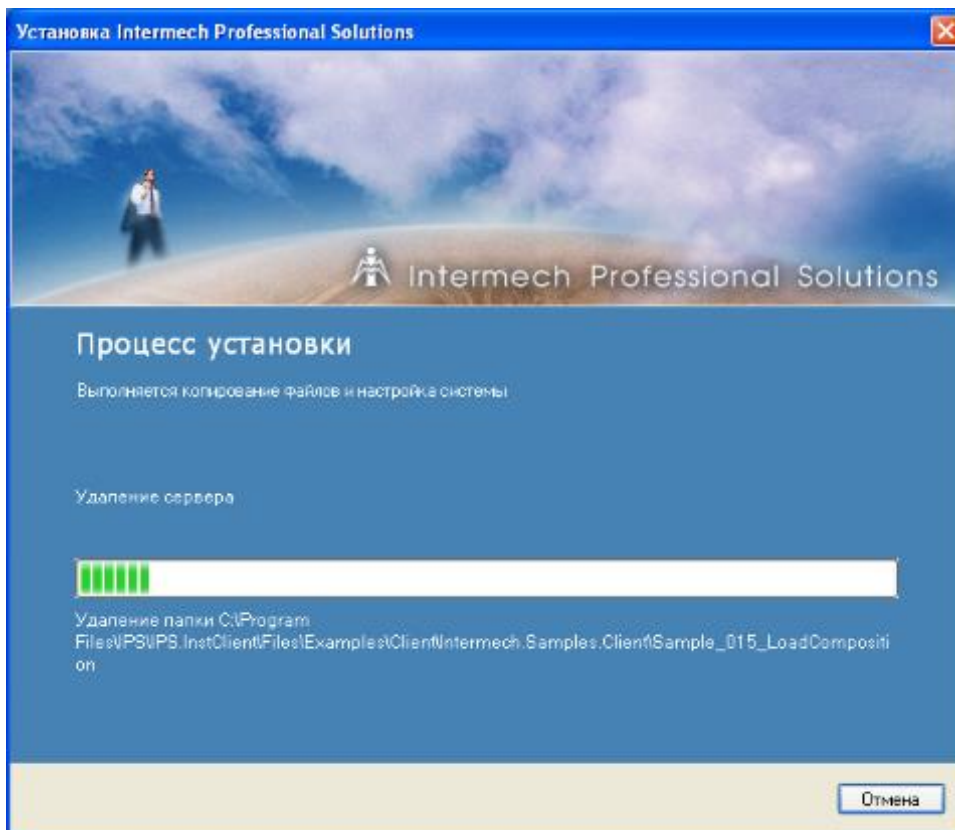 Установка Intermech Professional Solutions
Intermech Professional Solutions
Процесс установки
Выполняется копирование файлов и настройка системы
Удаление сервера
Удаление папки C:\Program
Files\IPS\IPS.InstClient\Files\Examples\Client\Intermech.Samples.Client\Sample_015_LoadCompositi
on
Отмена